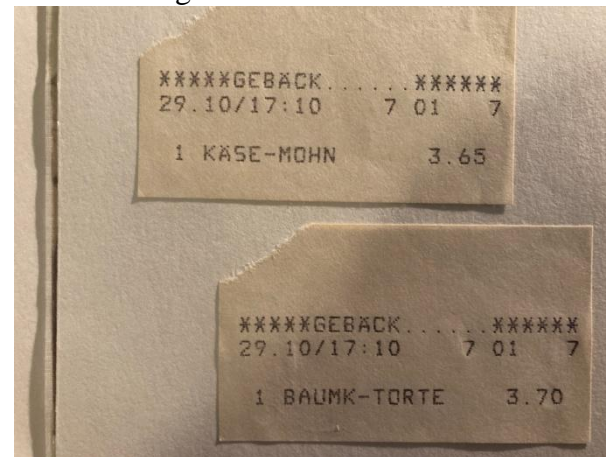 *****GEBÄCK......******
29.10/17:10 7 01 7
1 KÄSE-MOHN 3.65
*****GEBÄCK......******
29.10/17:10 7 01 7
1 BAUMK-TORTE 3.70